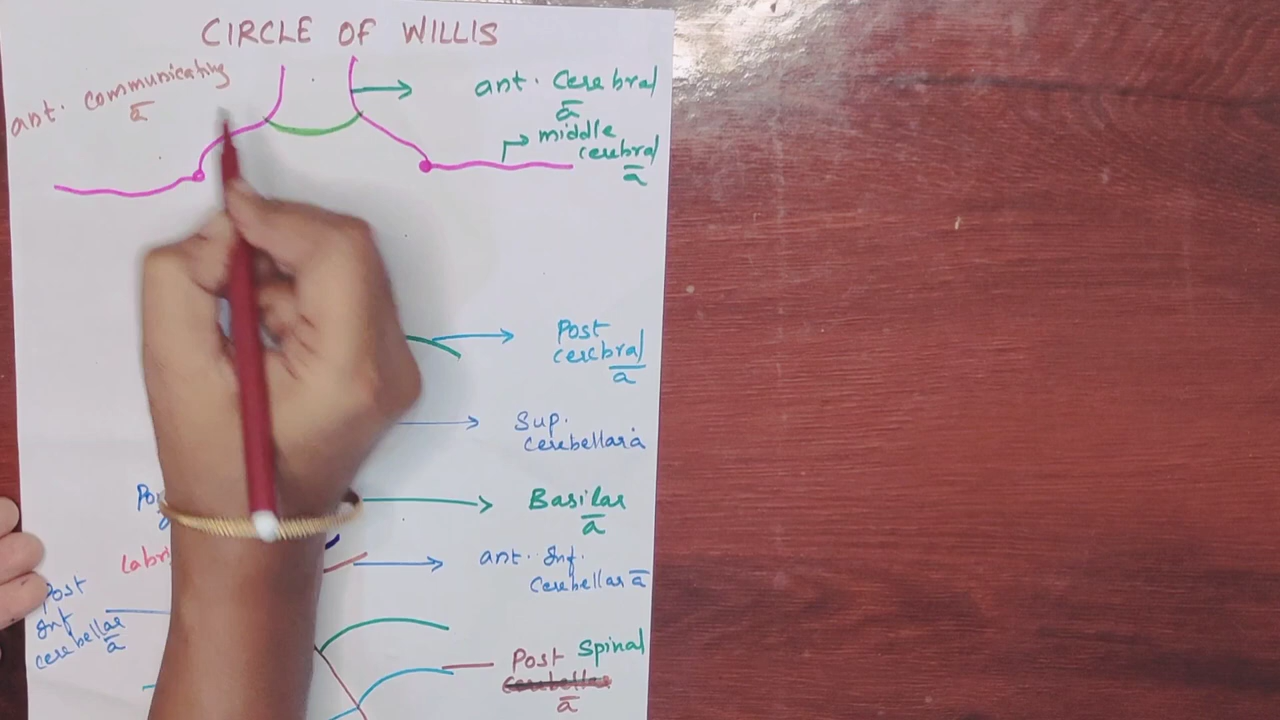 CIRCLE OF WILLIS
ant. communicating
a
ant. cerebral
a
middle
cerebral
a
Post
cerebral
a
Sup.
cerebellar a
Basilar
a
ant. Inf.
cerebellar a
Post
Inf
cerebellar
a
Post Spinal
a